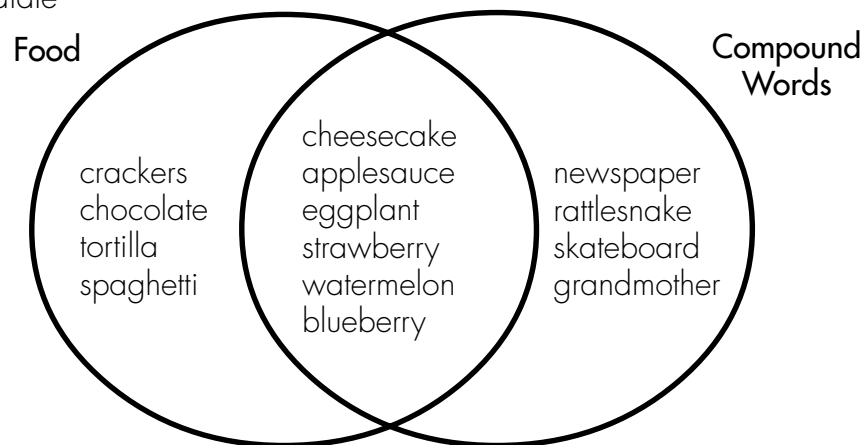 Food
Compound
Words
crackers
chocolate
tortilla
spaghetti
cheesecake
applesauce
eggplant
strawberry
watermelon
blueberry
newspaper
rattlesnake
skateboard
grandmother